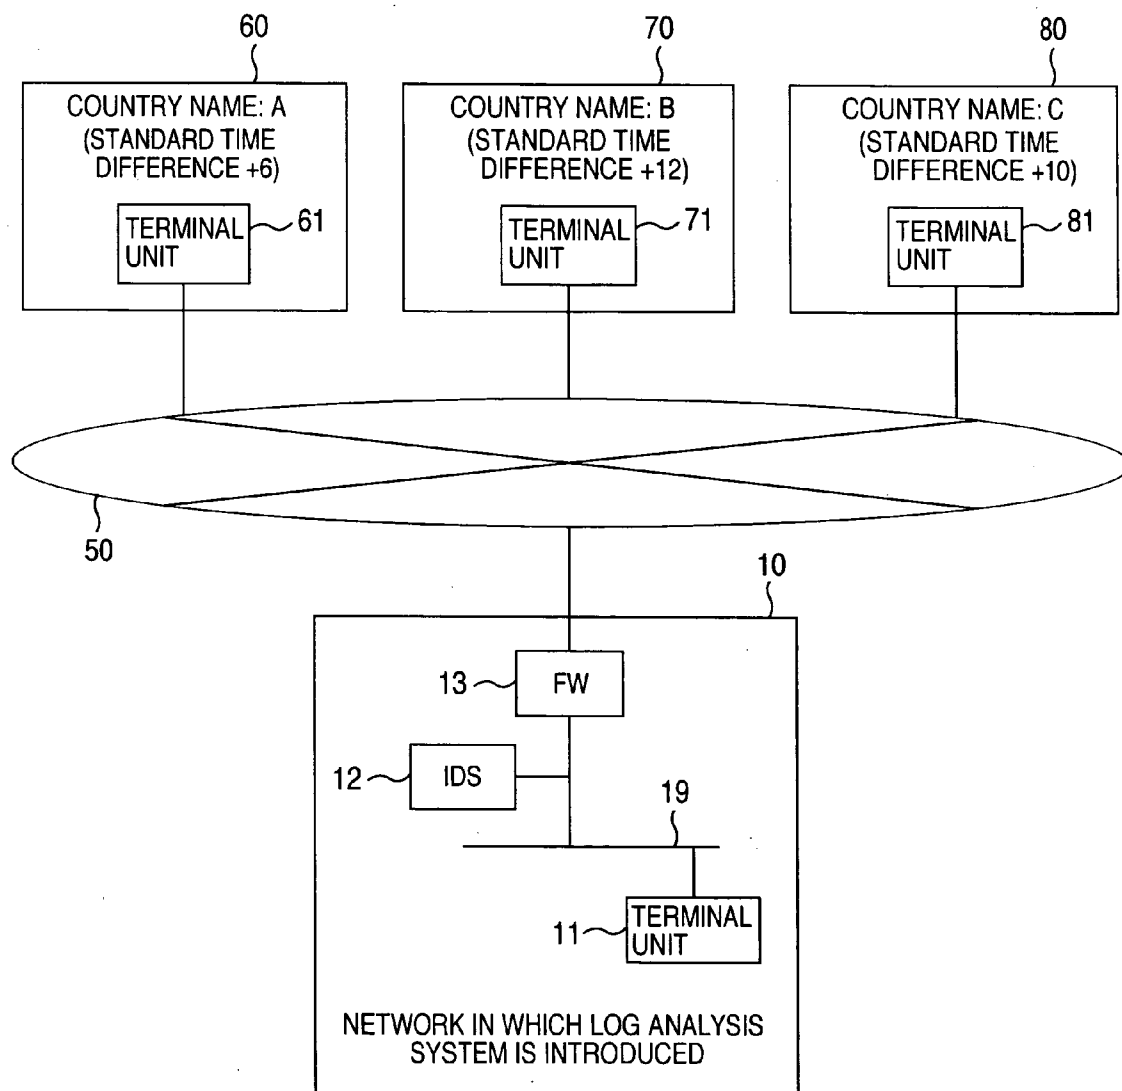 60
70
80
COUNTRY NAME: A
(STANDARD TIME
DIFFERENCE +6)
COUNTRY NAME: B
(STANDARD TIME
DIFFERENCE +12)
COUNTRY NAME: C
(STANDARD TIME
DIFFERENCE +10)
TERMINAL
UNIT
61
TERMINAL
UNIT
71
TERMINAL
UNIT
81
50
10
13
FW
12
IDS
19
11
TERMINAL
UNIT
NETWORK IN WHICH LOG ANALYSIS
SYSTEM IS INTRODUCED